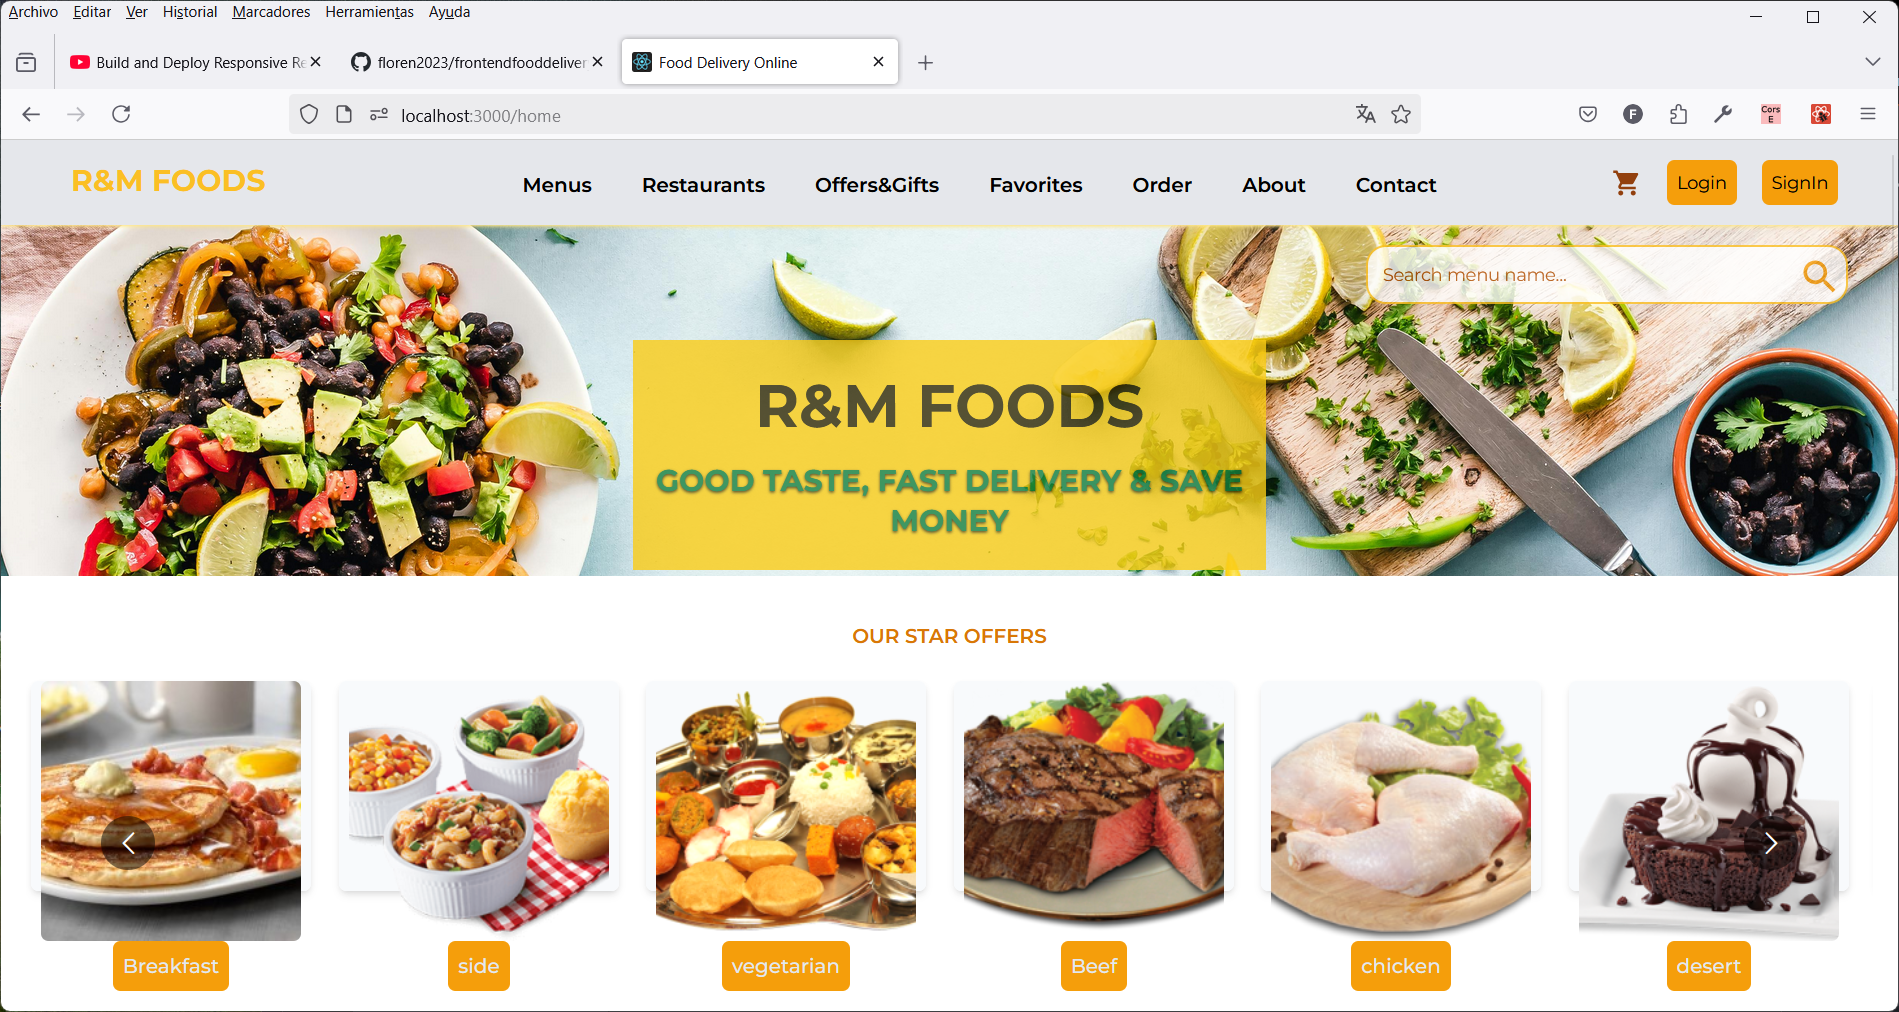 Archivo Editar Ver Historial Marcadores Herramientas Ayuda
Build and Deploy Responsive Re
floren2023/frontendfooddeliver
Food Delivery Online
localhost:3000/home
F
Cors
E
R&M FOODS
Menus Restaurants Offers&Gifts Favorites Order About Contact
Login SignIn
Search menu name...
R&M FOODS
GOOD TASTE, FAST DELIVERY & SAVE
MONEY
OUR STAR OFFERS
Breakfast side vegetarian Beef chicken desert